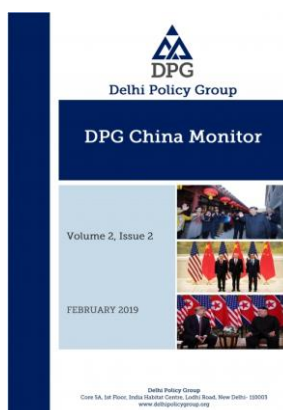 DPG
Delhi Policy Group
DPG China Monitor
Volume 2, Issue 2
FEBRUARY 2019
Delhi Policy Group
Core 5A, 1st Floor, India Habitat Centre, Lodhi Road, New Delhi- 110003
www.delhipolicygroup.org